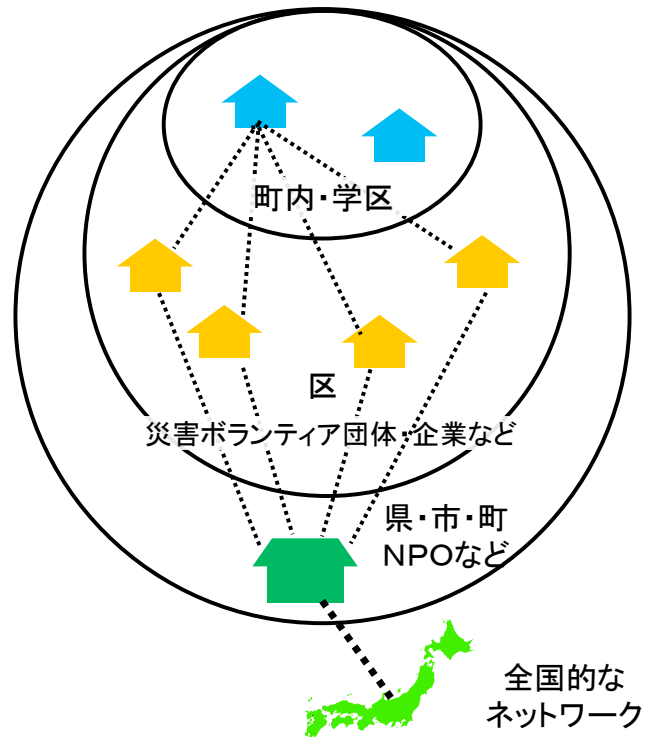 町内・学区
区
災害ボランティア団体・企業など
県・市・町
ＮＰＯなど
全国的な
ネットワーク